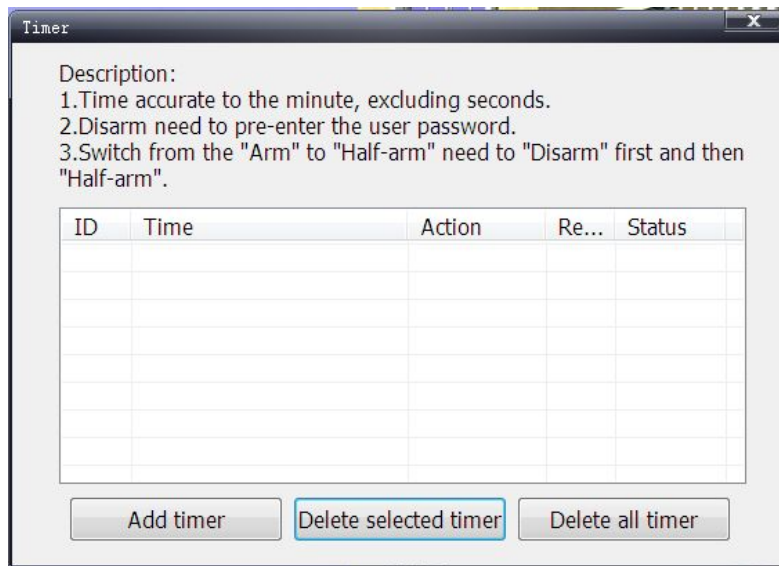 Timer
Description:
1.Time accurate to the minute, excluding seconds.
2.Disarm need to pre-enter the user password.
3.Switch from the "Arm" to "Half-arm" need to "Disarm" first and then
"Half-arm".
ID Time Action Re... Status
Add timer Delete selected timer Delete all timer